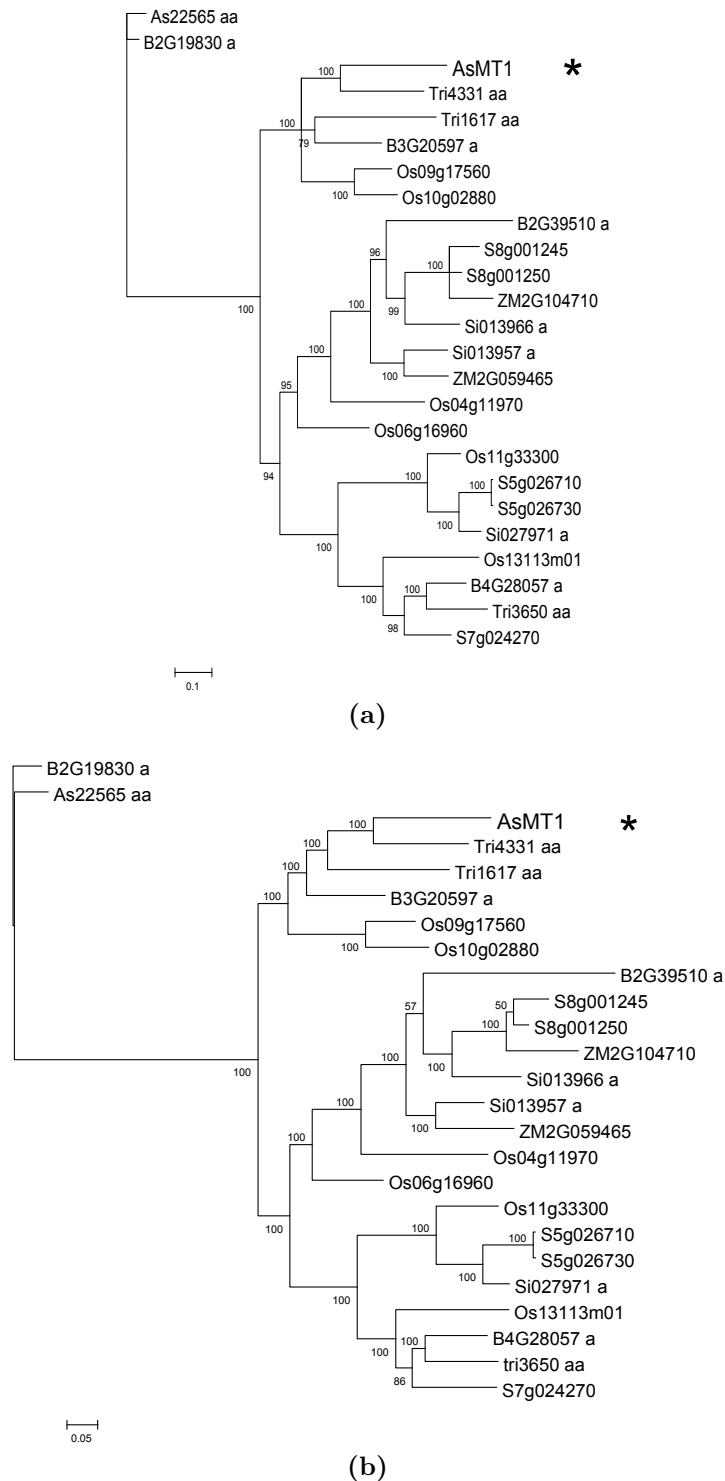 As22565 aa
B2G19830 a
100
AsMT1 *
Tri4331 aa
100
Tri1617 aa
79
B3G20597 a
Os09g17560
100
Os10g02880
B2G39510 a
96
S8g001245
100
S8g001250
ZM2G104710
99
Si013966 a
100
Si013957 a
100
ZM2G059465
95
Os04g11970
Os06g16960
100
94
Os11g33300
100
S5g026710
S5g026730
100
Si027971 a
100
Os13113m01
100
B4G28057 a
100
Tri3650 aa
98
S7g024270
0.1
(a)
B2G19830 a
As22565 aa
AsMT1 *
100
Tri4331 aa
100
Tri1617 aa
100
B3G20597 a
100
Os09g17560
100
Os10g02880
B2G39510 a
57
S8g001245
50
S8g001250
100
ZM2G104710
100
Si013966 a
100
Si013957 a
100
ZM2G059465
100
Os04g11970
100
Os06g16960
100
100
Os11g33300
100
S5g026710
100
S5g026730
100
Si027971 a
100
Os13113m01
100
B4G28057 a
100
tri3650 aa
86
S7g024270
0.05
(b)